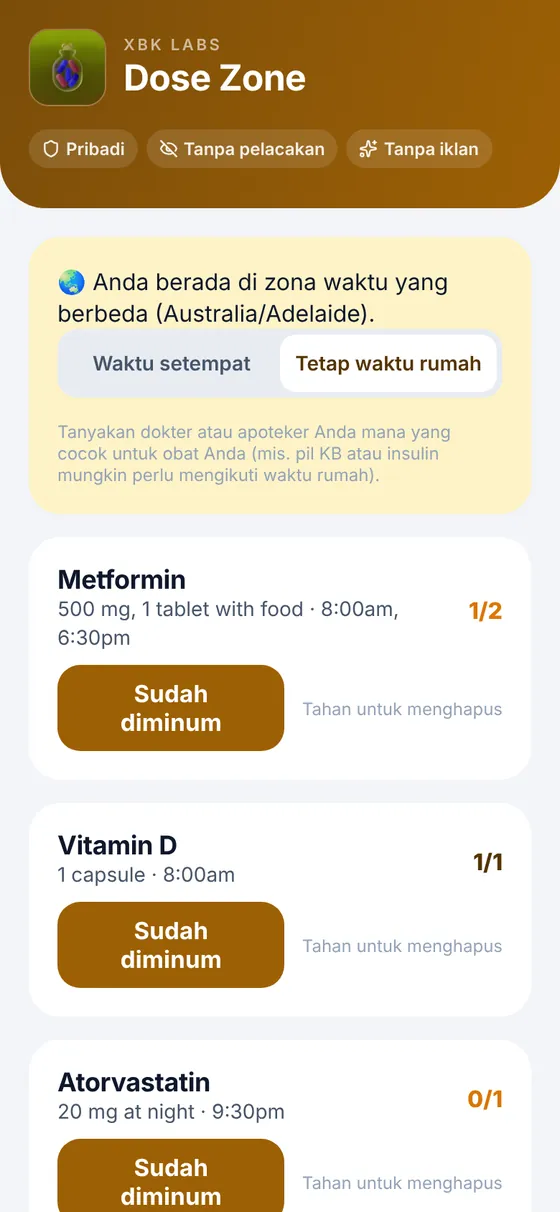 XBK LABS
Dose Zone
Pribadi
Tanpa pelacakan
Tanpa iklan
🌏 Anda berada di zona waktu yang
berbeda (Australia/Adelaide).
Waktu setempat
Tetap waktu rumah
Tanyakan dokter atau apoteker Anda mana yang
cocok untuk obat Anda (mis. pil KB atau insulin
mungkin perlu mengikuti waktu rumah).
Metformin
500 mg, 1 tablet with food · 8:00am,
6:30pm
1/2
Sudah
diminum
Tahan untuk menghapus
Vitamin D
1 capsule · 8:00am
1/1
Sudah
diminum
Tahan untuk menghapus
Atorvastatin
20 mg at night · 9:30pm
0/1
Sudah
diminum
Tahan untuk menghapus